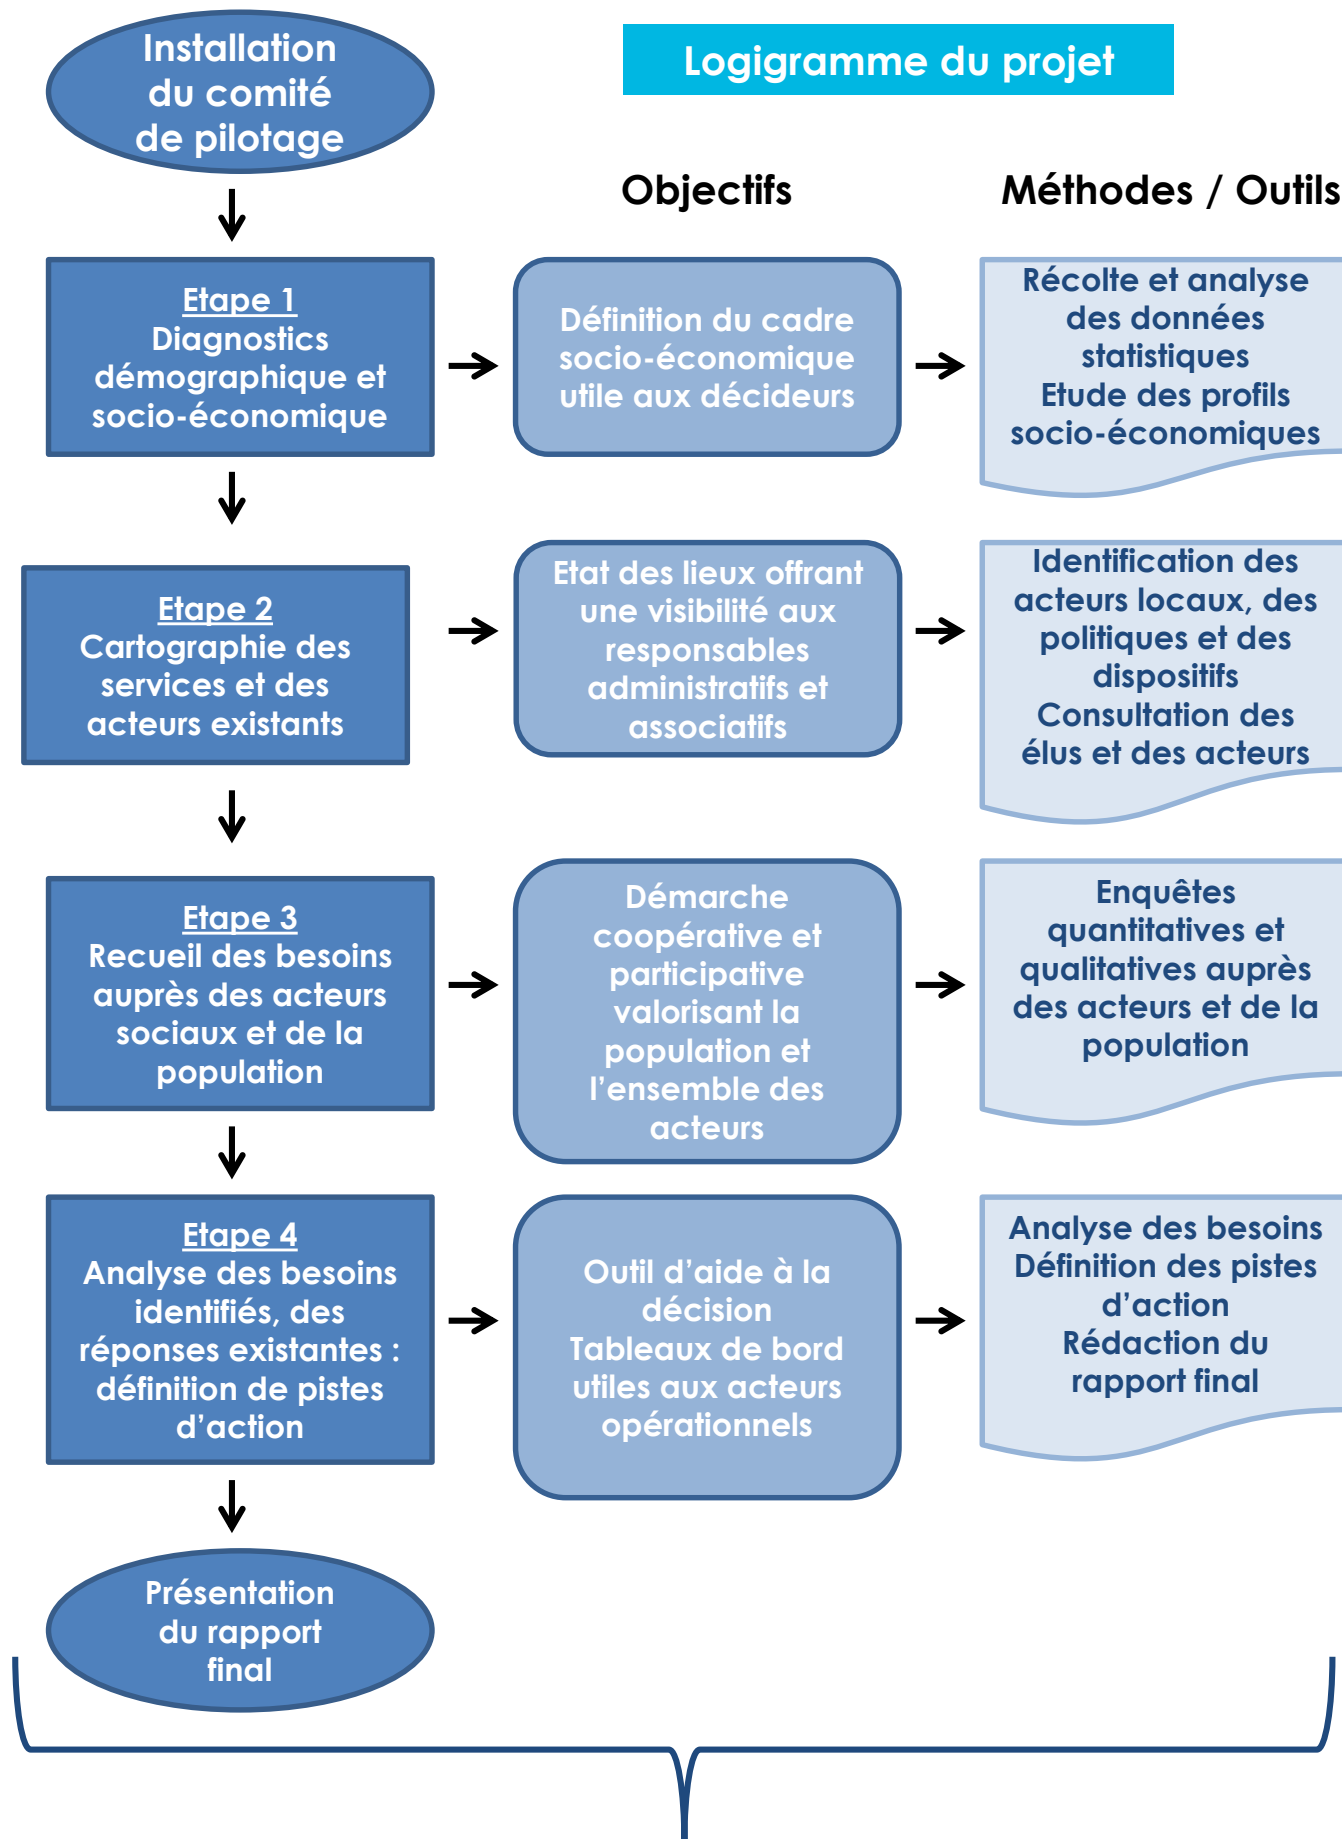 Installation
du comité
de pilotage
Logigramme du projet
Objectifs
Méthodes / Outils
Etape 1
Diagnostics
démographique et
socio-économique
Définition du cadre
socio-économique
utile aux décideurs
Récolte et analyse
des données
statistiques
Etude des profils
socio-économiques
Etape 2
Cartographie des
services et des
acteurs existants
Etat des lieux offrant
une visibilité aux
responsables
administratifs et
associatifs
Identification des
acteurs locaux, des
politiques et des
dispositifs
Consultation des
élus et des acteurs
Etape 3
Recueil des besoins
auprès des acteurs
sociaux et de la
population
Démarche
coopérative et
participative
valorisant la
population et
l’ensemble des
acteurs
Enquêtes
quantitatives et
qualitatives auprès
des acteurs et de la
population
Etape 4
Analyse des besoins
identifiés, des
réponses existantes :
définition de pistes
d’action
Outil d’aide à la
décision
Tableaux de bord
utiles aux acteurs
opérationnels
Analyse des besoins
Définition des pistes
d’action
Rédaction du
rapport final
Présentation
du rapport
final